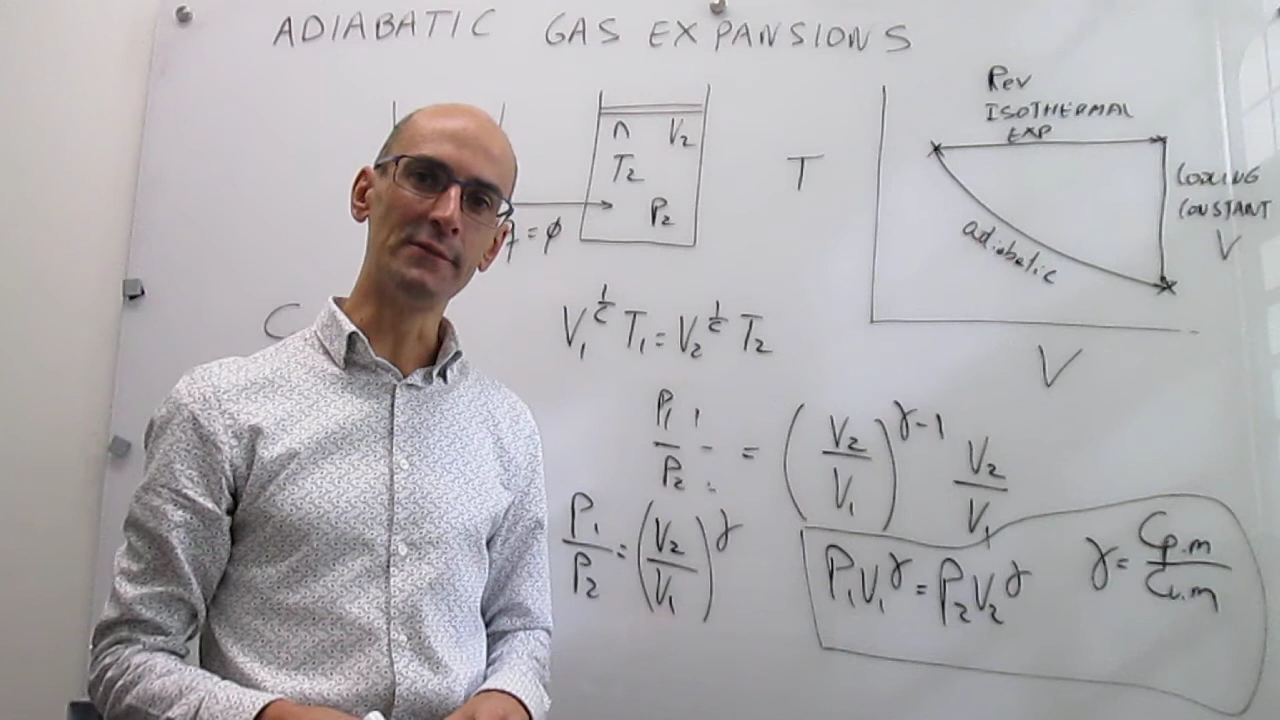 ADIABATIC GAS EXPANSIONS
n V₂
T₂
P₂
q = ϕ
Rev
ISOTHERMAL
EXP
T
COOLING
CONSTANT
V
adiabatic
V
C
V₁^(1/c) T₁ = V₂^(1/c) T₂
P₁/P₂ = (V₂/V₁)^(γ-1) V₂/V₁
P₁/P₂ = (V₂/V₁)^γ
P₁V₁^γ = P₂V₂^γ
γ = Cp.m/Cv.m